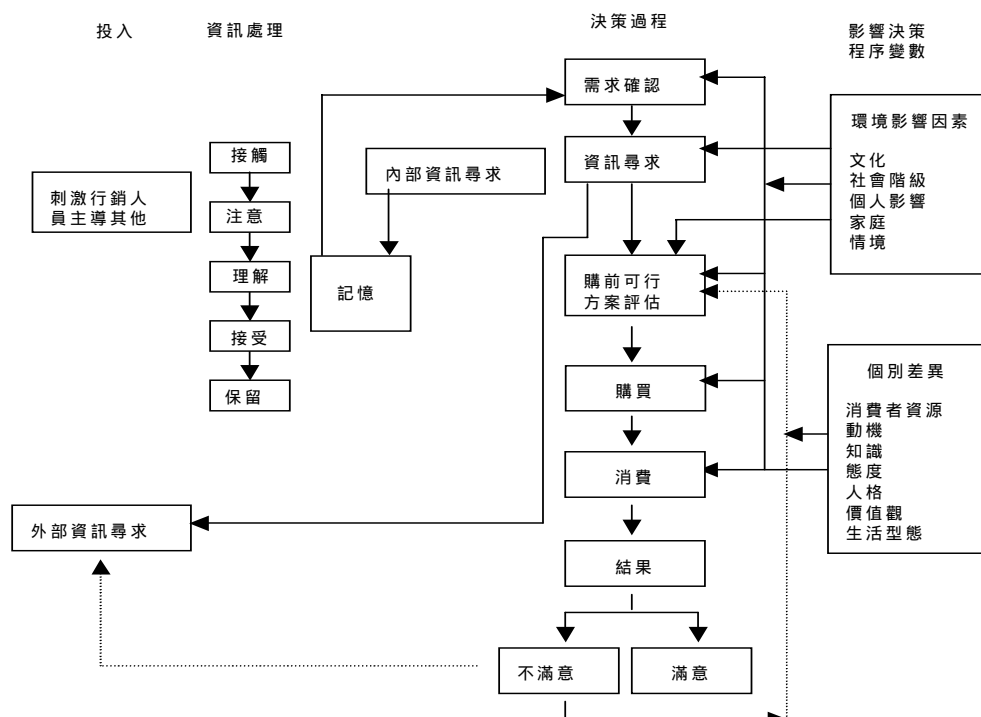 投入
資訊處理
決策過程
影響決策
程序變數
刺激行銷人
員主導其他
接觸
注意
理解
接受
保留
內部資訊尋求
記憶
外部資訊尋求
需求確認
資訊尋求
購前可行
方案評估
購買
消費
結果
不滿意
滿意
環境影響因素
文化
社會階級
個人影響
家庭
情境
個別差異
消費者資源
動機
知識
態度
人格
價值觀
生活型態